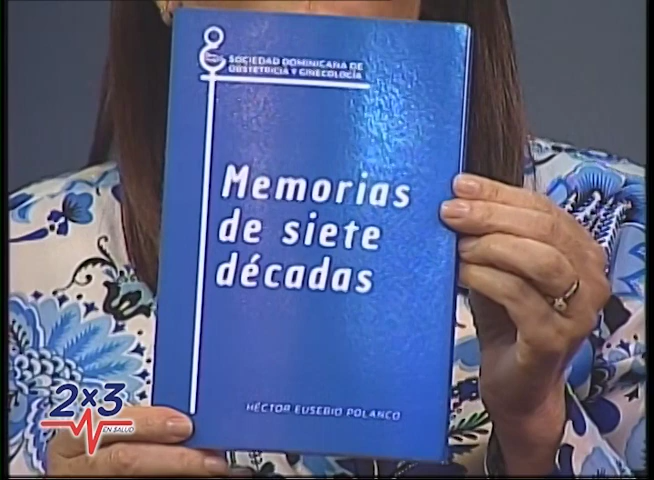 SOCIEDAD DOMINICANA DE
OBSTETRICIA Y GINECOLOGÍA
Memorias
de siete
décadas
HÉCTOR EUSEBIO POLANCO
2x3
EN SALUD